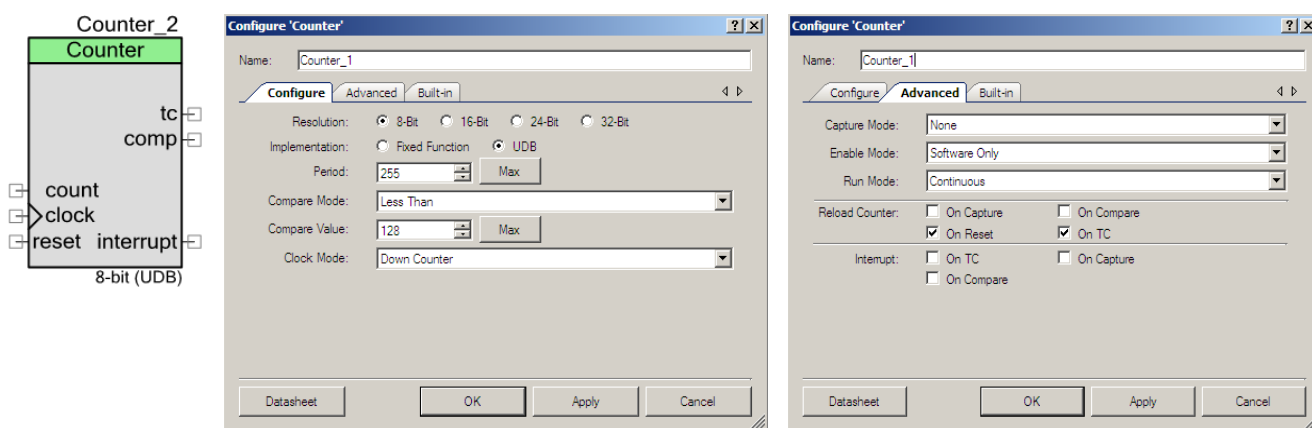 Counter_2
Counter
tc
comp
count
clock
reset interrupt
8-bit (UDB)
Configure 'Counter'
Name: Counter_1
Configure Advanced Built-in
Resolution: 8-Bit 16-Bit 24-Bit 32-Bit
Implementation: Fixed Function UDB
Period: 255 Max
Compare Mode: Less Than
Compare Value: 128 Max
Clock Mode: Down Counter
Datasheet OK Apply Cancel
Configure 'Counter'
Name: Counter_1
Configure Advanced Built-in
Capture Mode: None
Enable Mode: Software Only
Run Mode: Continuous
Reload Counter: On Capture On Compare
On Reset On TC
Interrupt: On TC On Capture
On Compare
Datasheet OK Apply Cancel